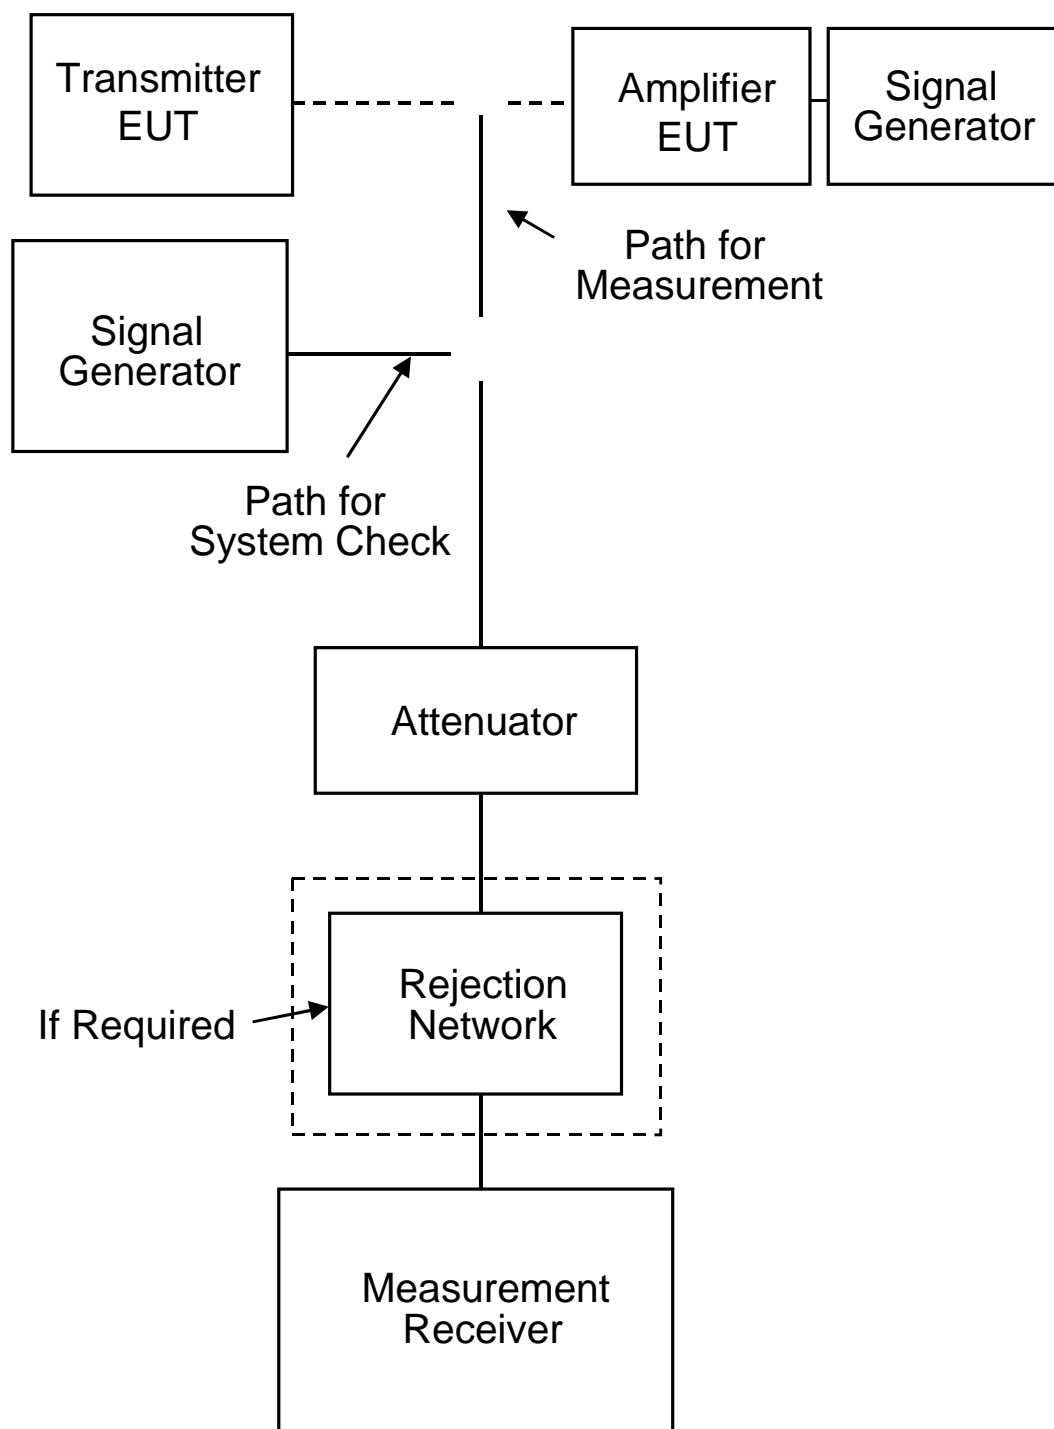 Transmitter
EUT
Amplifier
EUT
Signal
Generator
Path for
Measurement
Signal
Generator
Path for
System Check
Attenuator
Rejection
Network
If Required
Measurement
Receiver